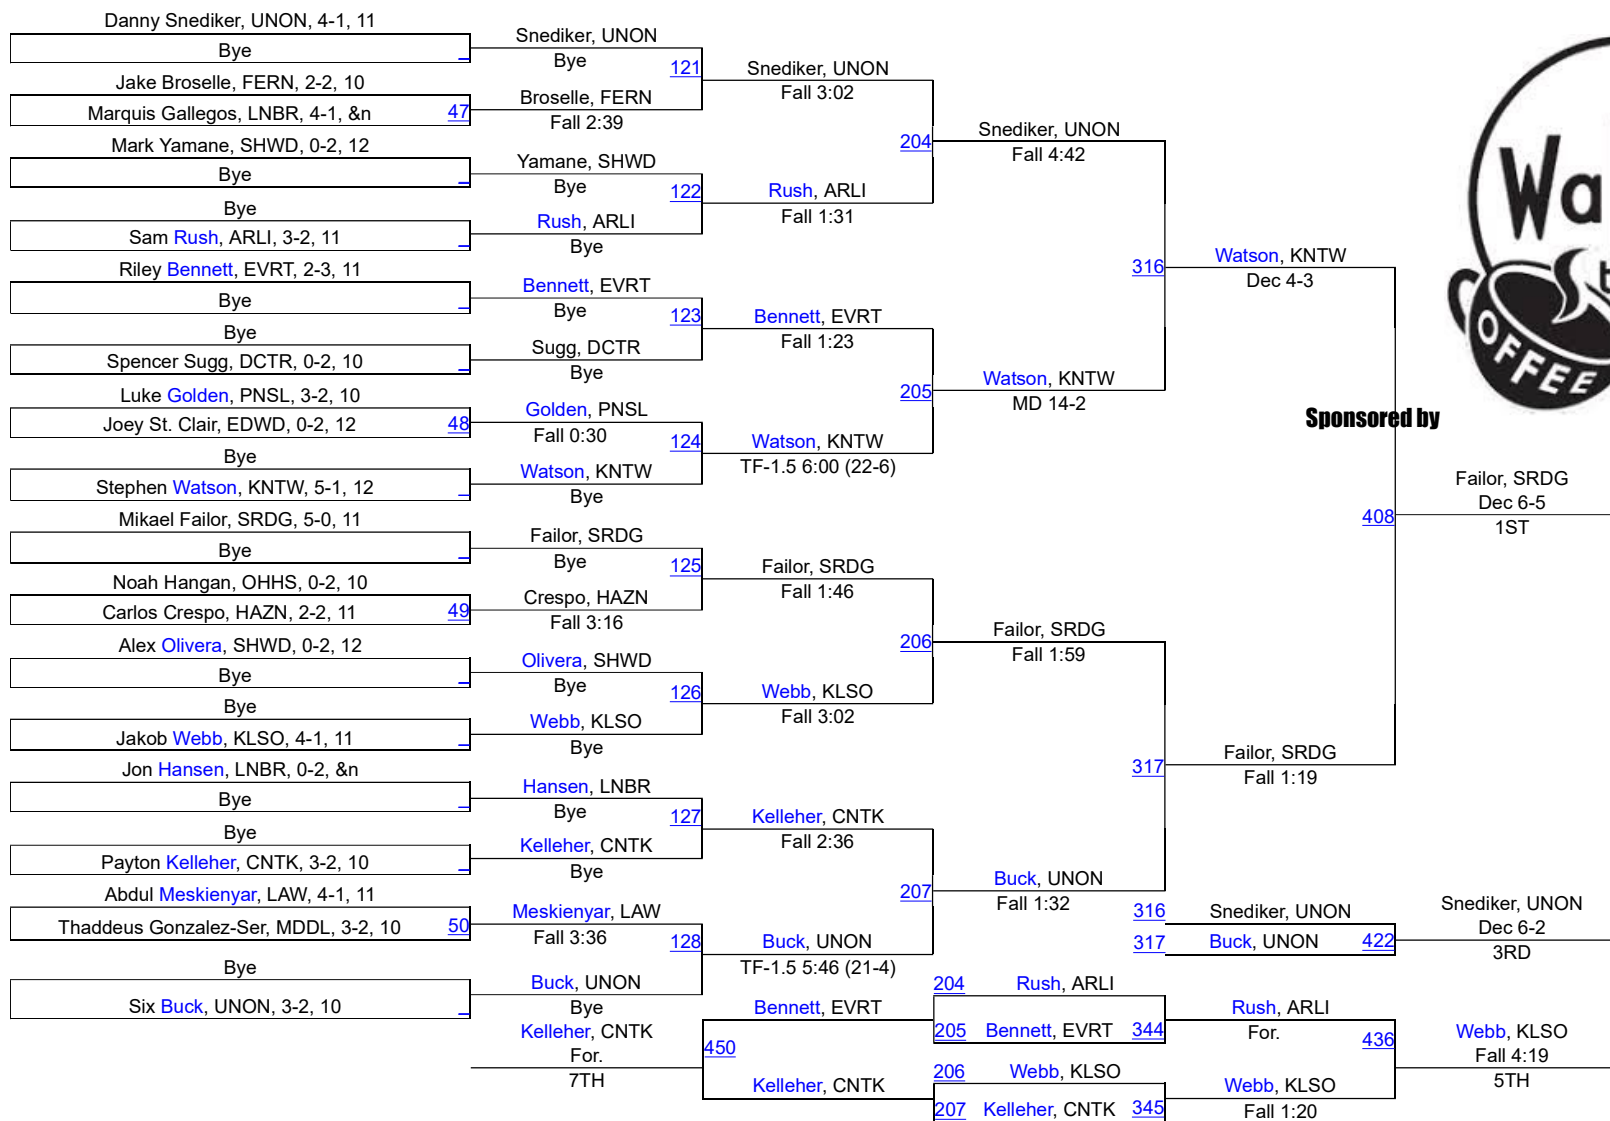 Danny Snediker, UNON, 4-1, 11
Bye
Jake Broselle, FERN, 2-2, 10
Marquis Gallegos, LNBR, 4-1, &n 47
Mark Yamane, SHWD, 0-2, 12
Bye
Bye
Sam Rush, ARLI, 3-2, 11
Riley Bennett, EVRT, 2-3, 11
Bye
Bye
Spencer Sugg, DCTR, 0-2, 10
Luke Golden, PNSL, 3-2, 10
Joey St. Clair, EDWD, 0-2, 12 48
Bye
Stephen Watson, KNTW, 5-1, 12
Mikael Failor, SRDG, 5-0, 11
Bye
Noah Hangan, OHHS, 0-2, 10
Carlos Crespo, HAZN, 2-2, 11 49
Alex Olivera, SHWD, 0-2, 12
Bye
Bye
Jakob Webb, KLSO, 4-1, 11
Jon Hansen, LNBR, 0-2, &n
Bye
Bye
Payton Kelleher, CNTK, 3-2, 10
Abdul Meskienyar, LAW, 4-1, 11
Thaddeus Gonzalez-Ser, MDDL, 3-2, 10 50
Bye
Six Buck, UNON, 3-2, 10
Snediker, UNON
Bye
121
Broselle, FERN
Fall 2:39
Yamane, SHWD
Bye
122
Rush, ARLI
Bye
Bennett, EVRT
Bye
123
Sugg, DCTR
Bye
Golden, PNSL
Fall 0:30
124
Watson, KNTW
Bye
Failor, SRDG
Bye
125
Crespo, HAZN
Fall 3:16
Olivera, SHWD
Bye
126
Webb, KLSO
Bye
Hansen, LNBR
Bye
127
Kelleher, CNTK
Bye
Meskienyar, LAW
Fall 3:36
128
Buck, UNON
Bye
Kelleher, CNTK
For.
7TH
Snediker, UNON
Fall 3:02
204
Rush, ARLI
Fall 1:31
Bennett, EVRT
Fall 1:23
205
Watson, KNTW
TF-1.5 6:00 (22-6)
Failor, SRDG
Fall 1:46
206
Webb, KLSO
Fall 3:02
Kelleher, CNTK
Fall 2:36
207
Buck, UNON
TF-1.5 5:46 (21-4)
Bennett, EVRT
450
Kelleher, CNTK
Snediker, UNON
Fall 4:42
316
Watson, KNTW
MD 14-2
Failor, SRDG
Fall 1:59
317
Buck, UNON
Fall 1:32
204 Rush, ARLI
205 Bennett, EVRT 344
206 Webb, KLSO
207 Kelleher, CNTK 345
Watson, KNTW
Dec 4-3
408
Failor, SRDG
Fall 1:19
316 Snediker, UNON
317 Buck, UNON 422
Rush, ARLI
For.
436
Webb, KLSO
Fall 1:20
Wa
OFFEE
Sponsored by
Failor, SRDG
Dec 6-5
1ST
Snediker, UNON
Dec 6-2
3RD
Webb, KLSO
Fall 4:19
5TH